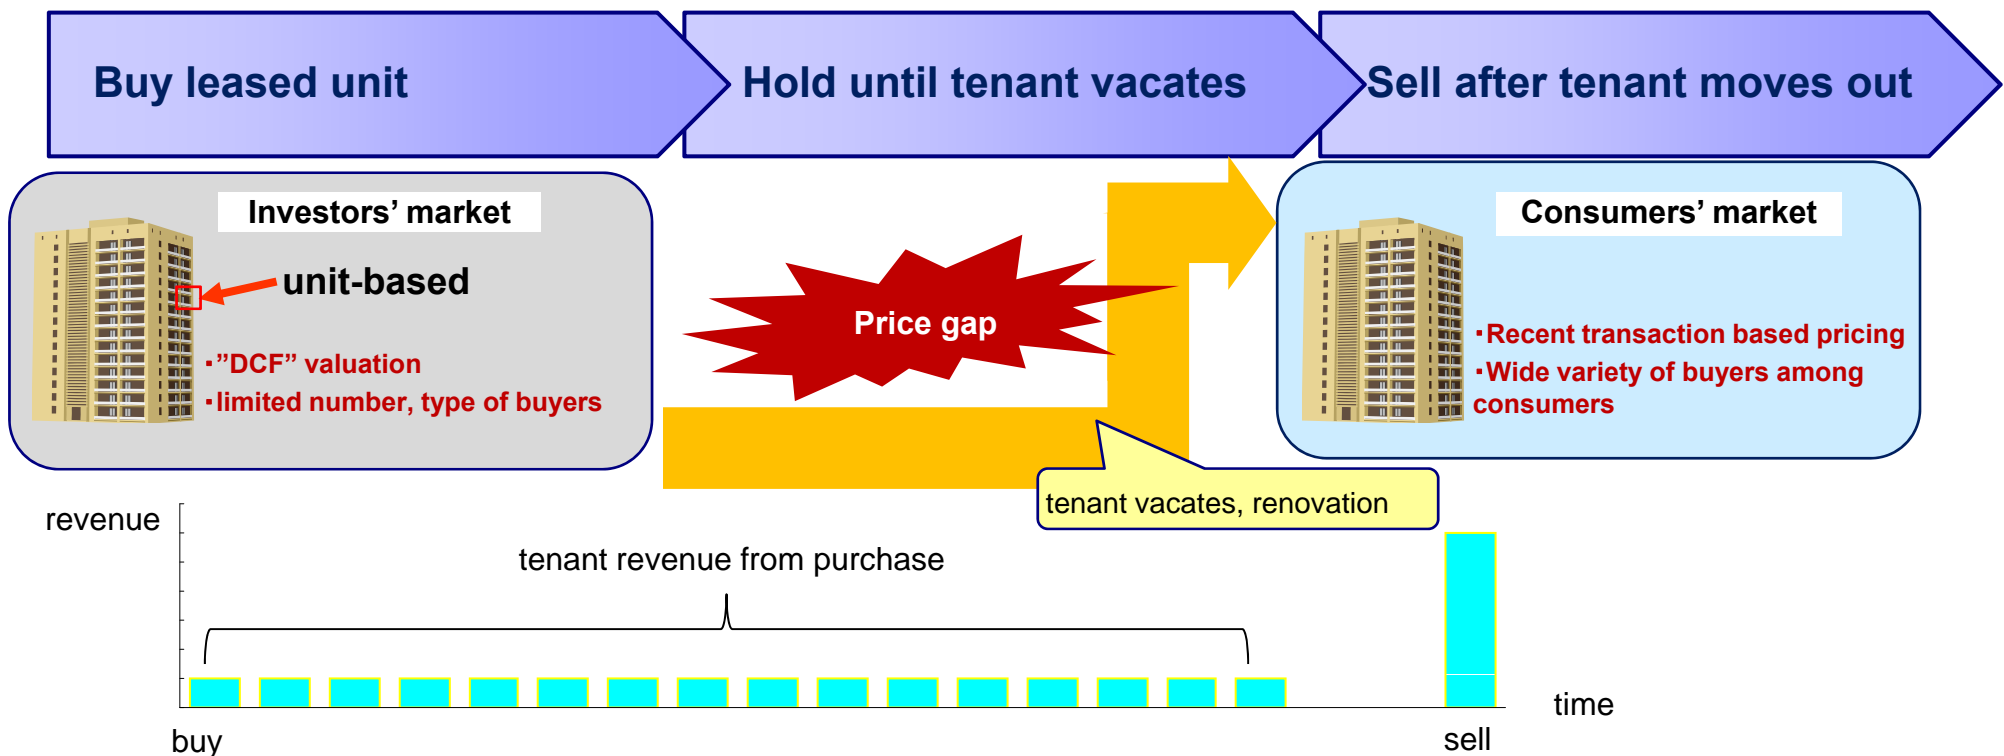 Buy leased unit
Hold until tenant vacates
Sell after tenant moves out
Investors’ market
unit-based
・”DCF” valuation
・limited number, type of buyers
Price gap
Consumers’ market
・Recent transaction based pricing
・Wide variety of buyers among
consumers
tenant vacates, renovation
revenue
tenant revenue from purchase
time
buy
sell